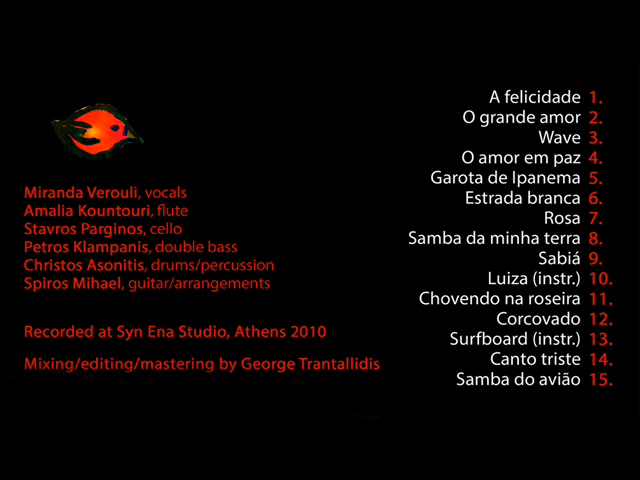 Miranda Verouli, vocals
Amalia Kountouri, flute
Stavros Parginos, cello
Petros Klampanis, double bass
Christos Asonitis, drums/percussion
Spiros Mihael, guitar/arrangements
Recorded at Syn Ena Studio, Athens 2010
Mixing/editing/mastering by George Trantallidis
A felicidade 1.
O grande amor 2.
Wave 3.
O amor em paz 4.
Garota de Ipanema 5.
Estrada branca 6.
Rosa 7.
Samba da minha terra 8.
Sabiá 9.
Luiza (instr.) 10.
Chovendo na roseira 11.
Corcovado 12.
Surfboard (instr.) 13.
Canto triste 14.
Samba do avião 15.